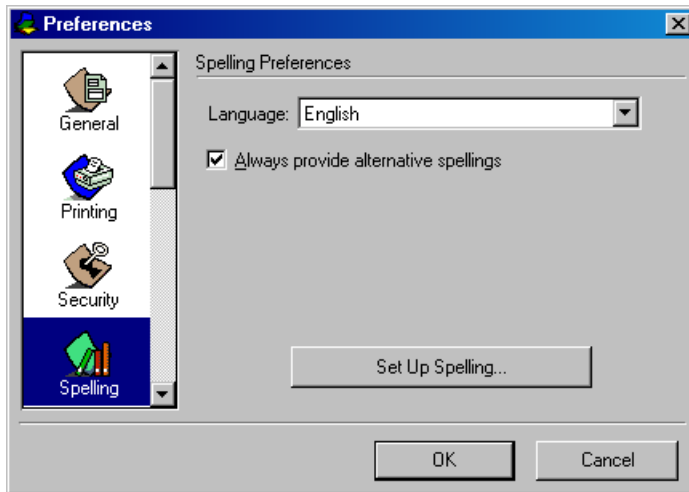 Preferences
General
Printing
Security
Spelling
Spelling Preferences
Language: English
Always provide alternative spellings
Set Up Spelling...
OK Cancel